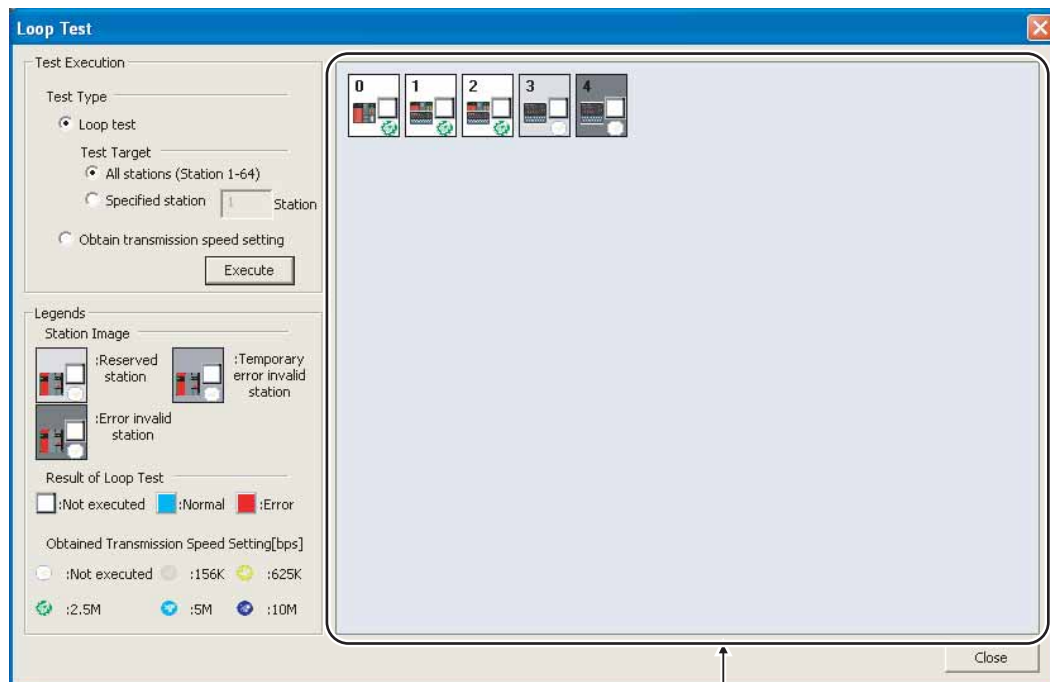 Loop Test
Test Execution
Test Type
Loop test
Test Target
All stations (Station 1-64)
Specified station 1 Station
Obtain transmission speed setting
Execute
Legends
Station Image
:Reserved
station
:Temporary
error invalid
station
:Error invalid
station
Result of Loop Test
:Not executed :Normal :Error
Obtained Transmission Speed Setting[bps]
:Not executed :156K :625K
:2.5M :5M :10M
0 1 2 3 4
Close